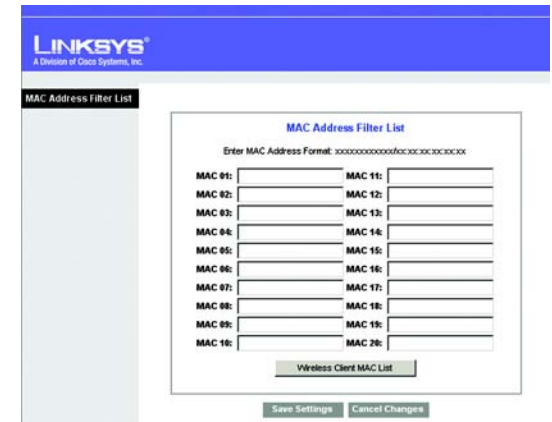 LINKSYS®
A Division of Cisco Systems, Inc.
MAC Address Filter List
MAC Address Filter List
Enter MAC Address Format: xxxxxxxxxxxx/xx:xx:xx:xx:xx:xx
MAC 01: MAC 11:
MAC 02: MAC 12:
MAC 03: MAC 13:
MAC 04: MAC 14:
MAC 05: MAC 15:
MAC 06: MAC 16:
MAC 07: MAC 17:
MAC 08: MAC 18:
MAC 09: MAC 19:
MAC 10: MAC 20:
Wireless Client MAC List
Save Settings Cancel Changes